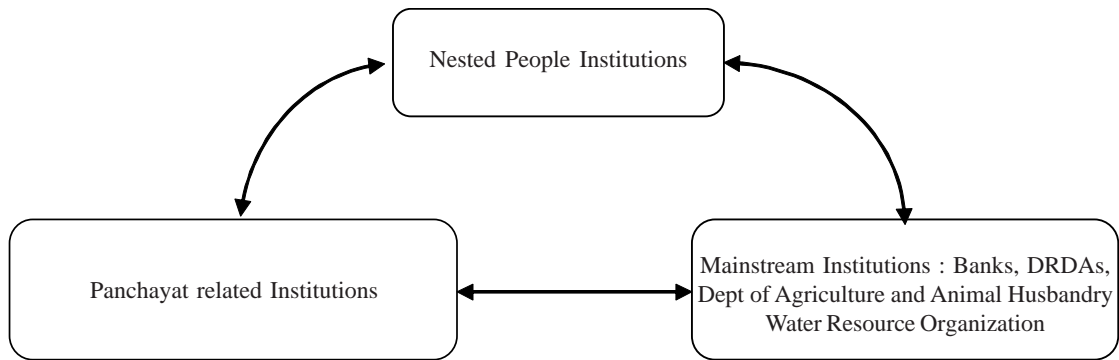 Nested People Institutions
Panchayat related Institutions
Mainstream Institutions : Banks, DRDAs,
Dept of Agriculture and Animal Husbandry
Water Resource Organization